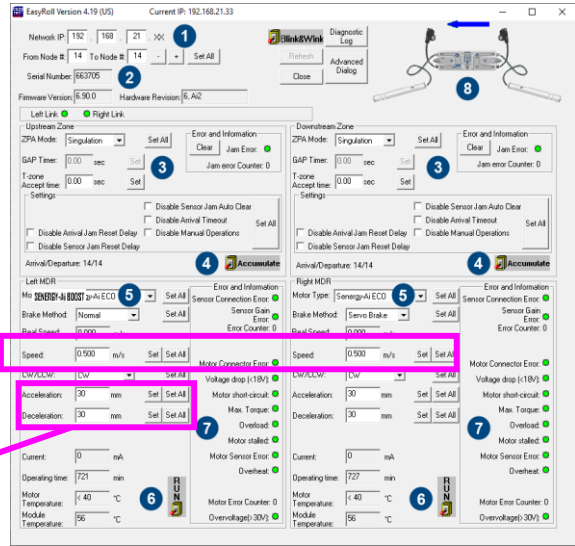 EasyRoll Version 4.19 (US) Current IP: 192.168.21.33
Network IP: 192 . 168 . 21 . XX 1
Blink&Wink Diagnostic Log
From Node #: 14 To Node #: 14 - + Set All
Refresh Advanced Dialog
Serial Number: 663705 2
Close
8
Firmware Version: 6.90.0 Hardware Revision: 6, Ai2
Left Link Right Link
Upstream Zone
ZPA Mode: Singulation Set All
Error and Information
Clear Jam Error:
GAP Timer: 0.00 sec Set 3
Jam error Counter: 0
T-zone Accept time: 0.00 sec Set
Settings
Disable Sensor Jam Auto Clear
Disable Arrival Timeout
Set All
Disable Arrival Jam Reset Delay Disable Manual Operations
Disable Sensor Jam Reset Delay
Arrival/Departure: 14/14 4 Accumulate
Downstream Zone
ZPA Mode: Singulation Set All
Error and Information
Clear Jam Error:
GAP Timer: 0.00 sec Set 3
Jam error Counter: 0
T-zone Accept time: 0.00 sec Set
Settings
Disable Sensor Jam Auto Clear
Disable Arrival Timeout
Set All
Disable Arrival Jam Reset Delay Disable Manual Operations
Disable Sensor Jam Reset Delay
Arrival/Departure: 14/14 4 Accumulate
Left MDR
Mo SENERGY-Ai BOOST gy-Ai ECO 5 Set All
Brake Method: Normal Set All
Real Speed: 0.000
Speed: 0.500 m/s Set Set All
CW/CCW: CW Set All
Acceleration: 30 mm Set Set All
Deceleration: 30 mm Set Set All
Current: 0 mA
Operating time: 721 min
Motor Temperature: < 40 °C 6 RUN
Module Temperature: 56 °C
Error and Information
Sensor Connection Error:
Sensor Gain Error:
Error Counter: 0
Motor Connector Error:
Voltage drop (<18V):
Motor short-circuit:
Max. Torque:
7 Overload:
Motor stalled:
Motor Sensor Error:
Overheat:
Motor Error Counter: 0
Overvoltage(>30V):
Right MDR
Motor Type: Senergy-Ai ECO 5 Set All
Brake Method: Servo Brake Set All
Real Speed: 0.000
Speed: 0.500 m/s Set Set All
CW/CCW: CW Set All
Acceleration: 30 mm Set Set All
Deceleration: 30 mm Set Set All
Current: 0 mA
Operating time: 727 min
Motor Temperature: < 40 °C 6 RUN
Module Temperature: 56 °C
Error and Information
Sensor Connection Error:
Sensor Gain Error:
Error Counter: 0
Motor Connector Error:
Voltage drop (<18V):
Motor short-circuit:
Max. Torque:
7 Overload:
Motor stalled:
Motor Sensor Error:
Overheat:
Motor Error Counter: 0
Overvoltage(>30V):